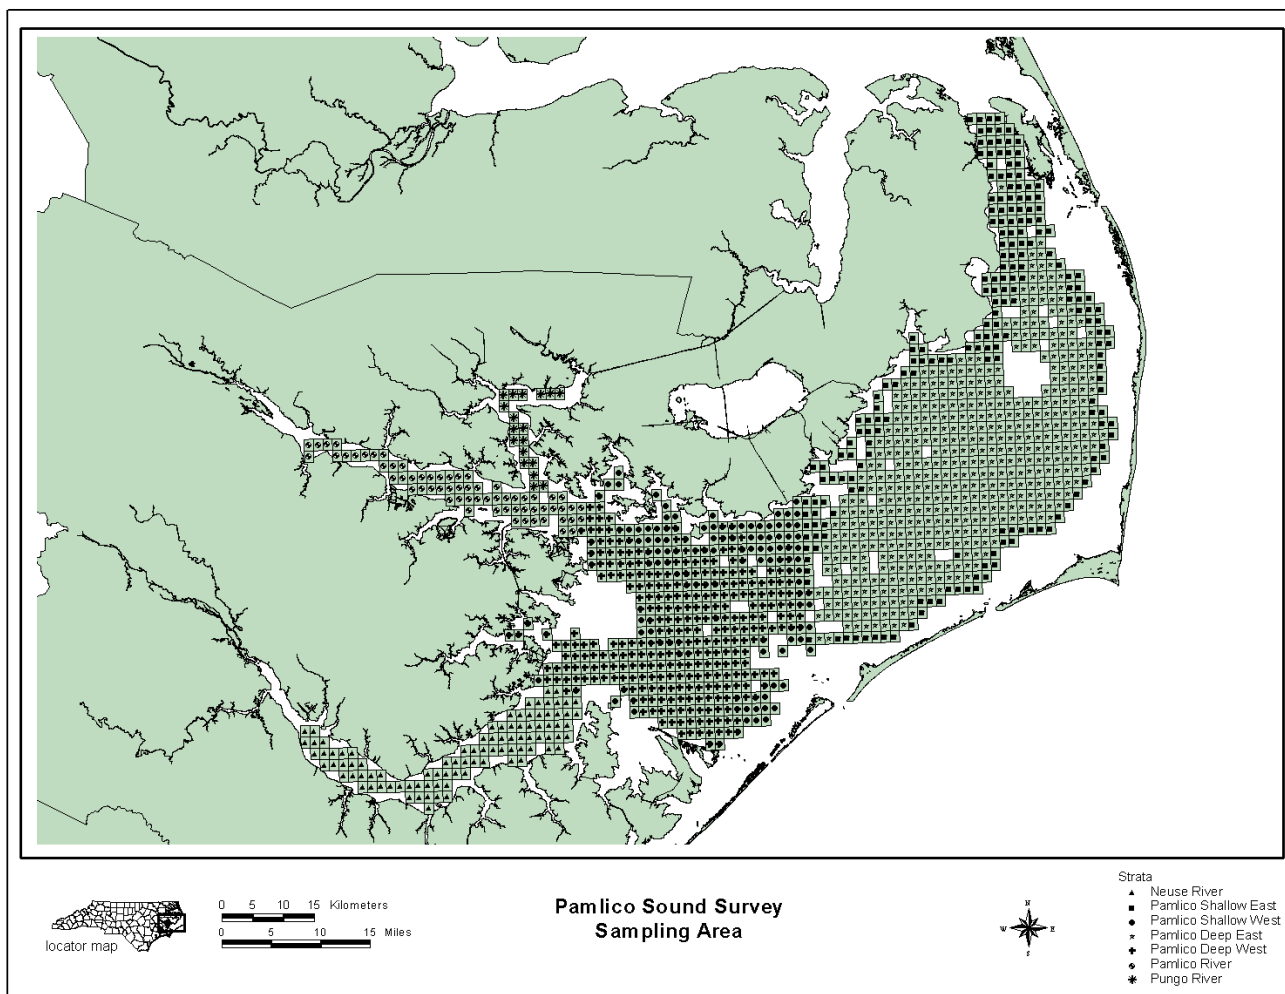 0 5 10 15 Kilometers
0 5 10 15 Miles
locator map
Pamlico Sound Survey
Sampling Area
N
W E
S
Strata
Neuse River
Pamlico Shallow East
Pamlico Shallow West
Pamlico Deep East
Pamlico Deep West
Pamlico River
Pungo River